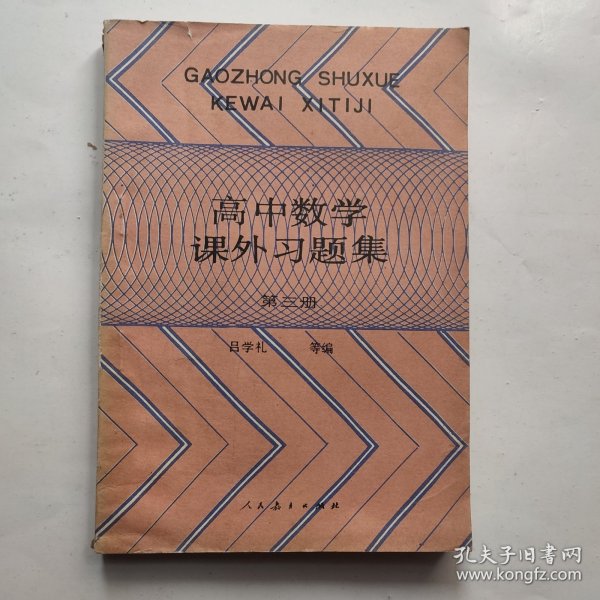 GAOZHONG SHUXUE
KEWAI XITIJI
高中数学
课外习题集
第三册
吕学礼 等编
人民教育出版社
孔夫子旧书网
www.kongfz.com